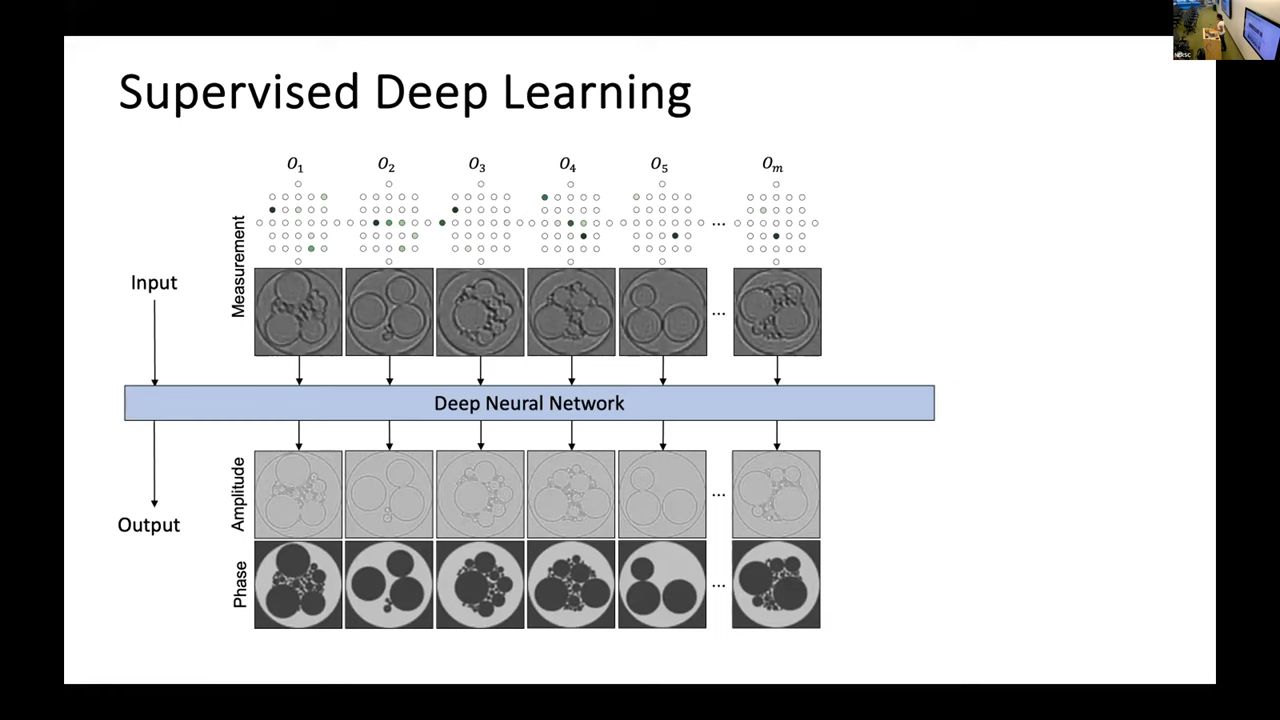 Supervised Deep Learning
O₁ O₂ O₃ O₄ O₅ Oₘ
Measurement
...
Input
...
Deep Neural Network
Amplitude
...
Output
Phase
...